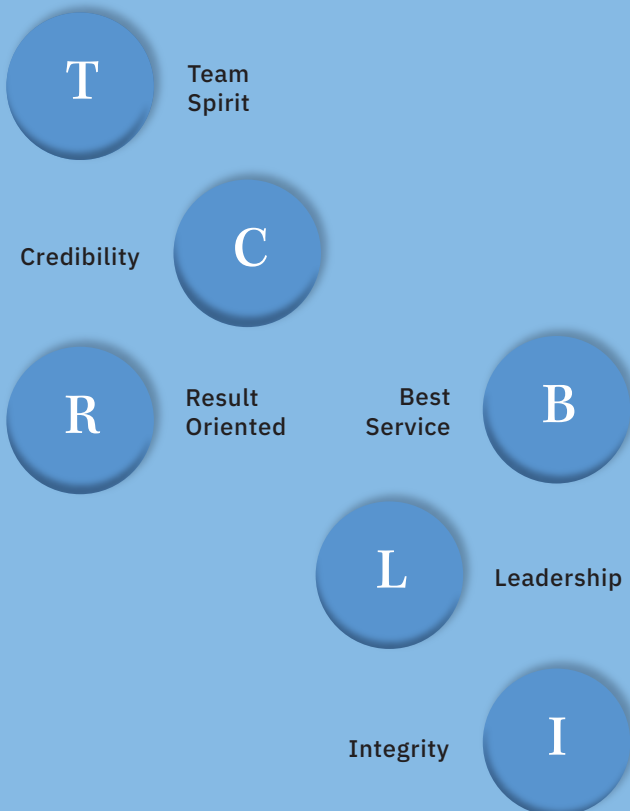 T
Team
Spirit
C
Credibility
R
Result
Oriented
B
Best
Service
L
Leadership
I
Integrity